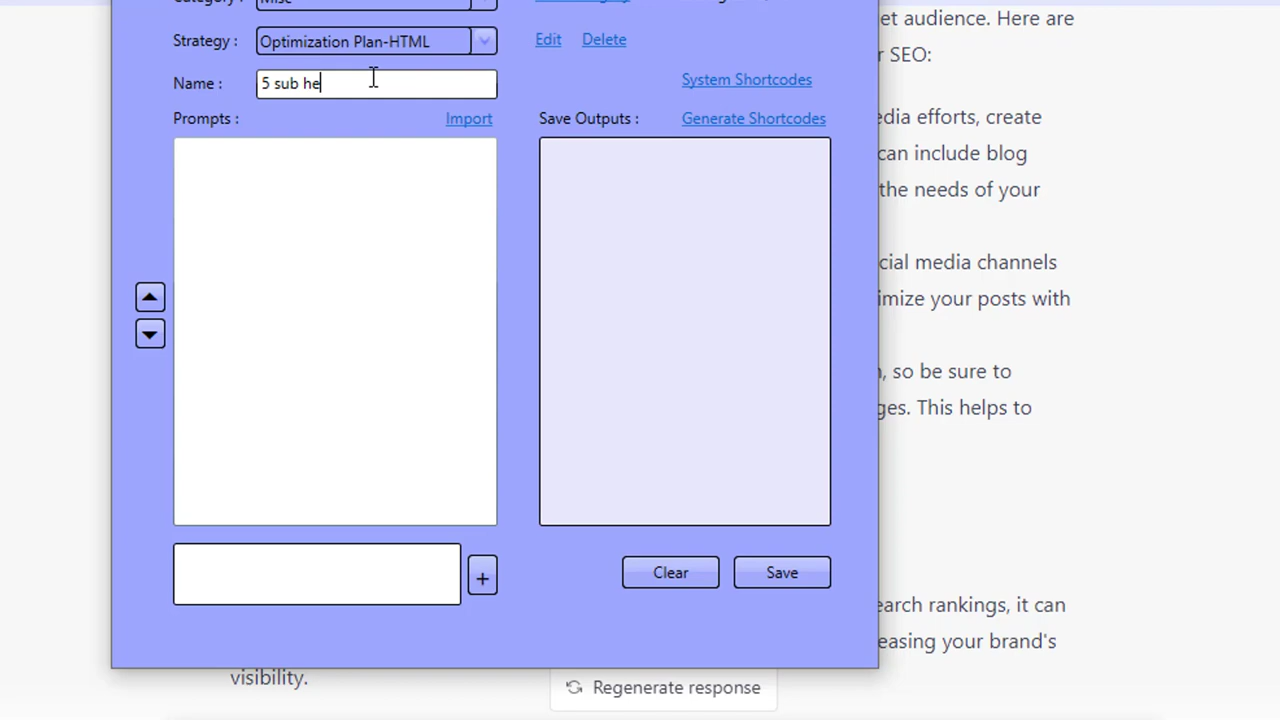 et audience. Here are
Strategy : Optimization Plan-HTML Edit Delete
r SEO:
Name : 5 sub he System Shortcodes
Prompts : Import Save Outputs : Generate Shortcodes
edia efforts, create
can include blog
the needs of your
cial media channels
imize your posts with
, so be sure to
ges. This helps to
+ Clear Save
earch rankings, it can
easing your brand's
visibility.
Regenerate response